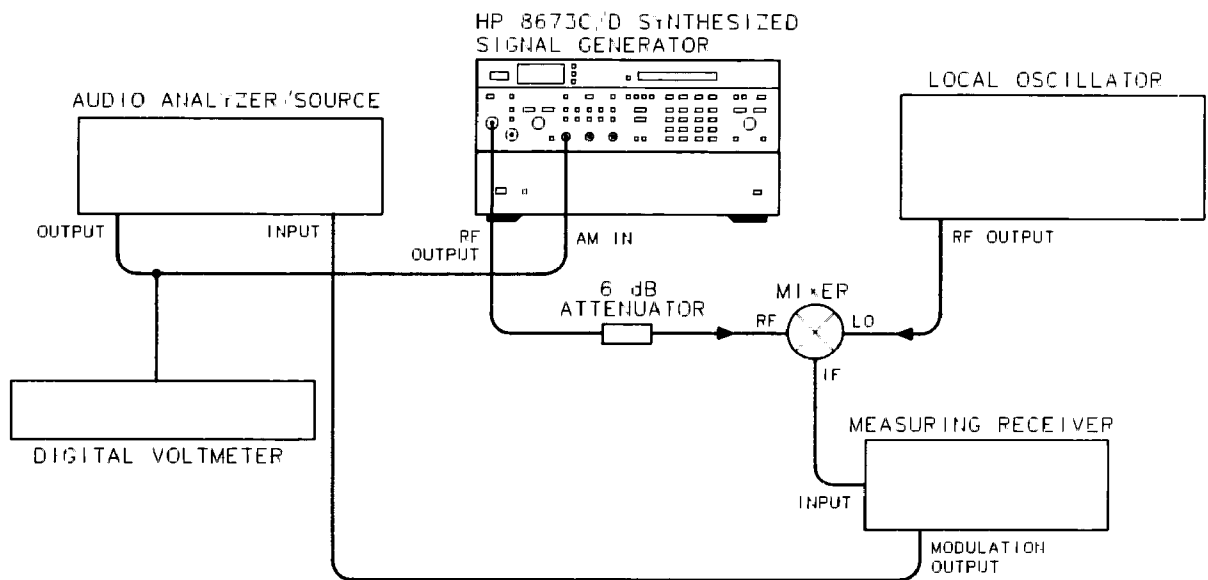 HP 8673C/D SYNTHESIZED
SIGNAL GENERATOR
AUDIO ANALYZER/SOURCE
LOCAL OSCILLATOR
OUTPUT
INPUT
RF
OUTPUT
AM IN
RF OUTPUT
6 dB
ATTENUATOR
MIXER
RF
LO
IF
DIGITAL VOLTMETER
MEASURING RECEIVER
INPUT
MODULATION
OUTPUT